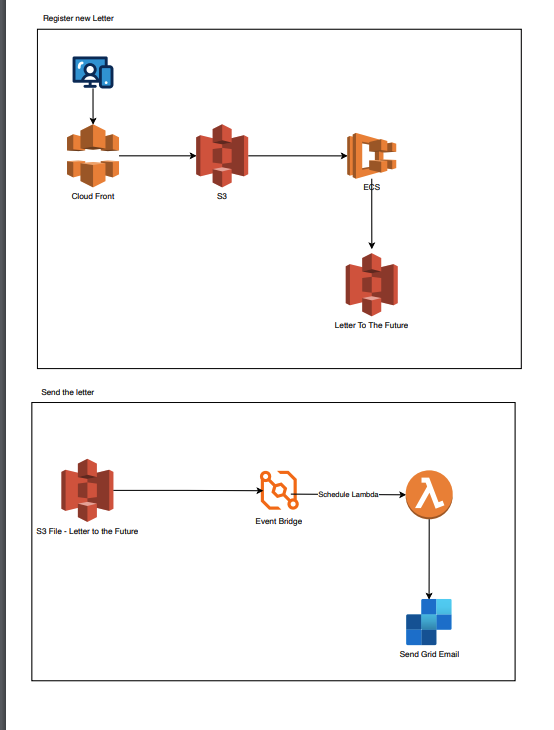 Register new Letter
Cloud Front
S3
ECS
Letter To The Future
Send the letter
S3 File - Letter to the Future
Event Bridge
Schedule Lambda
Send Grid Email